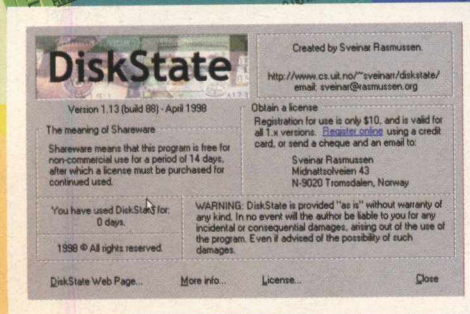 DiskState
Version 1.13 (build 88) - April 1998
Created by Sveinar Rasmussen.
http://www.cs.uit.no/~sveinarr/diskstate/
email: sveinar@rasmussen.org
The meaning of Shareware
Shareware means that this program is free for
non-commercial use for a period of 14 days,
after which a license must be purchased for
continued used.
Obtain a license
Registration for use is only $10, and is valid for
all 1.x versions. Register online using a credit
card, or send a cheque and an email to:
Sveinar Rasmussen
Midnattsolveien 43
N-9020 Tromsdalen, Norway
You have used DiskState for:
0 days.
1998 © All rights reserved.
WARNING: DiskState is provided "as is" without warranty of
any kind. In no event will the author be liable to you for any
incidental or consequential damages, arising out of the use of
the program. Even if advised of the possibility of such
damages.
DiskState Web Page...
More info...
License...
Close